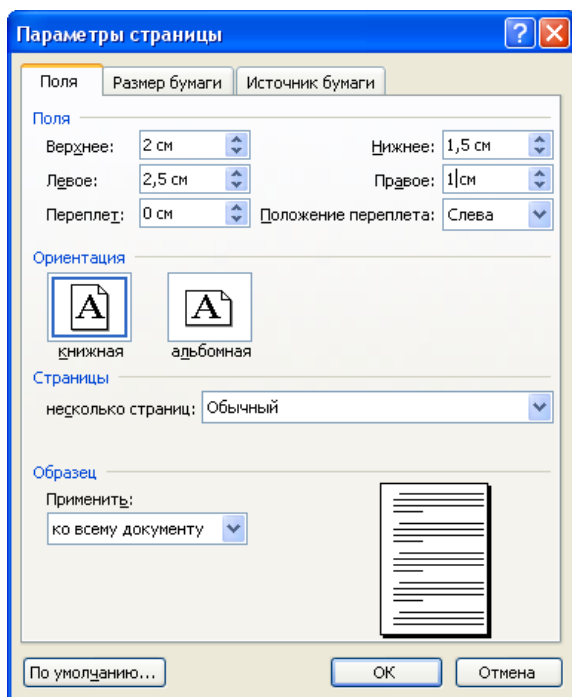 Параметры страницы
Поля Размер бумаги Источник бумаги
Поля
Верхнее: 2 см Нижнее: 1,5 см
Левое: 2,5 см Правое: 1 см
Переплет: 0 см Положение переплета: Слева
Ориентация
A A
книжная альбомная
Страницы
несколько страниц: Обычный
Образец
Применить:
ко всему документу
По умолчанию... ОК Отмена